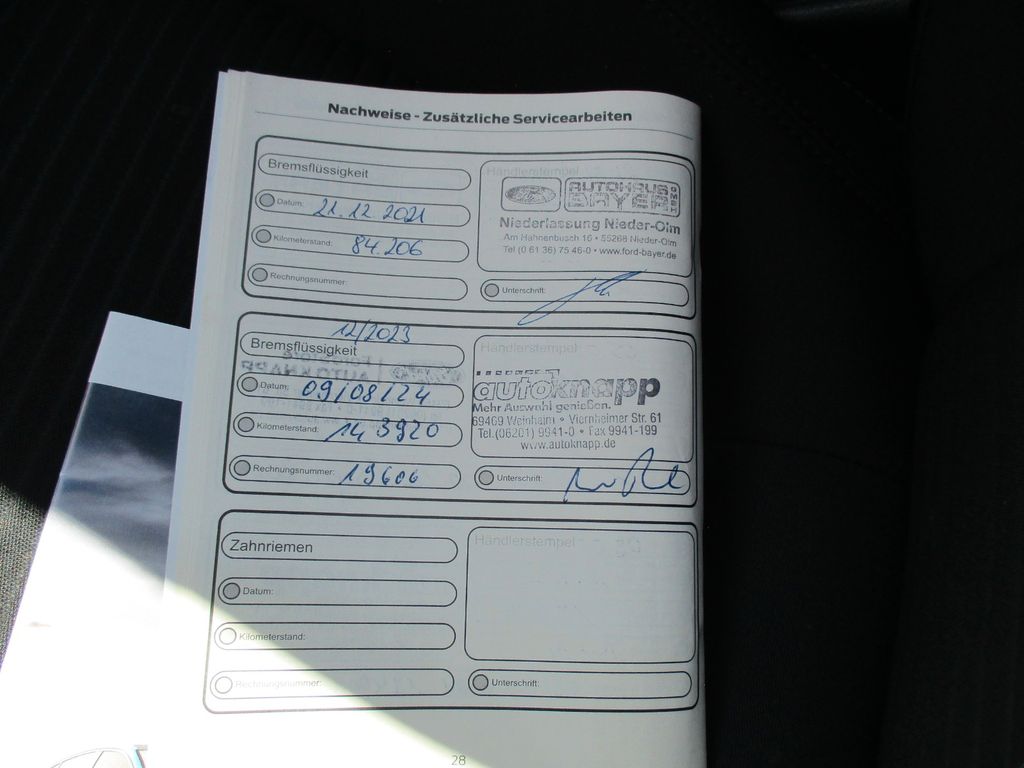 Nachweise - Zusätzliche Servicearbeiten
Bremsflüssigkeit
Datum: 21.12.2021
Kilometerstand: 84.206
Rechnungsnummer:
Händlerstempel
AUTOHAUS
BAYER
Niederlassung Nieder-Olm
Am Hahnenbusch 16 • 55268 Nieder-Olm
Tel (0 61 36) 75 46-0 • www.ford-bayer.de
Unterschrift:
12/2023
Bremsflüssigkeit
Datum: 09/08/24
Kilometerstand: 143920
Rechnungsnummer: 19606
Händlerstempel
autoknapp
Mehr Auswahl genießen.
69469 Weinheim • Viernheimer Str. 61
Tel.(06201) 9941-0 • Fax 9941-199
www.autoknapp.de
Unterschrift:
Zahnriemen
Datum:
Kilometerstand:
Rechnungsnummer:
Händlerstempel
Unterschrift:
28